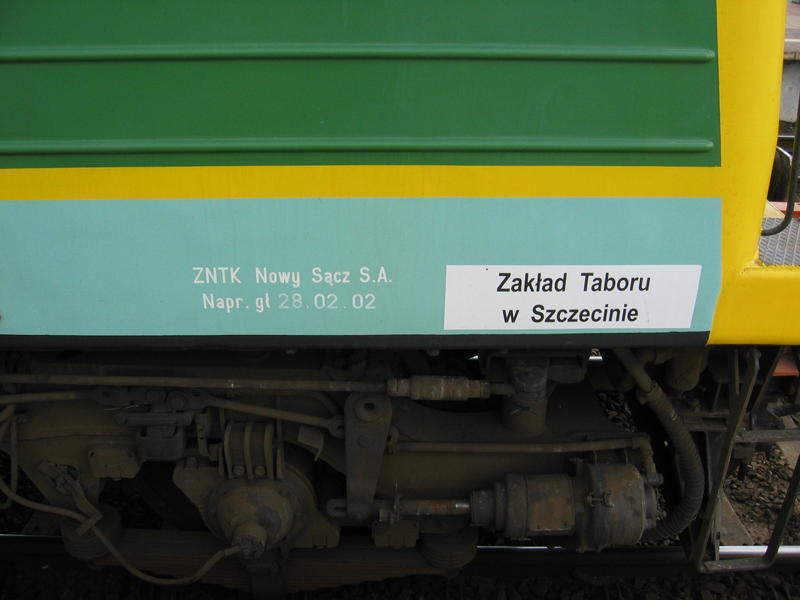 ZNTK Nowy Sącz S.A.
Napr. gł 28.02.02
Zakład Taboru
w Szczecinie